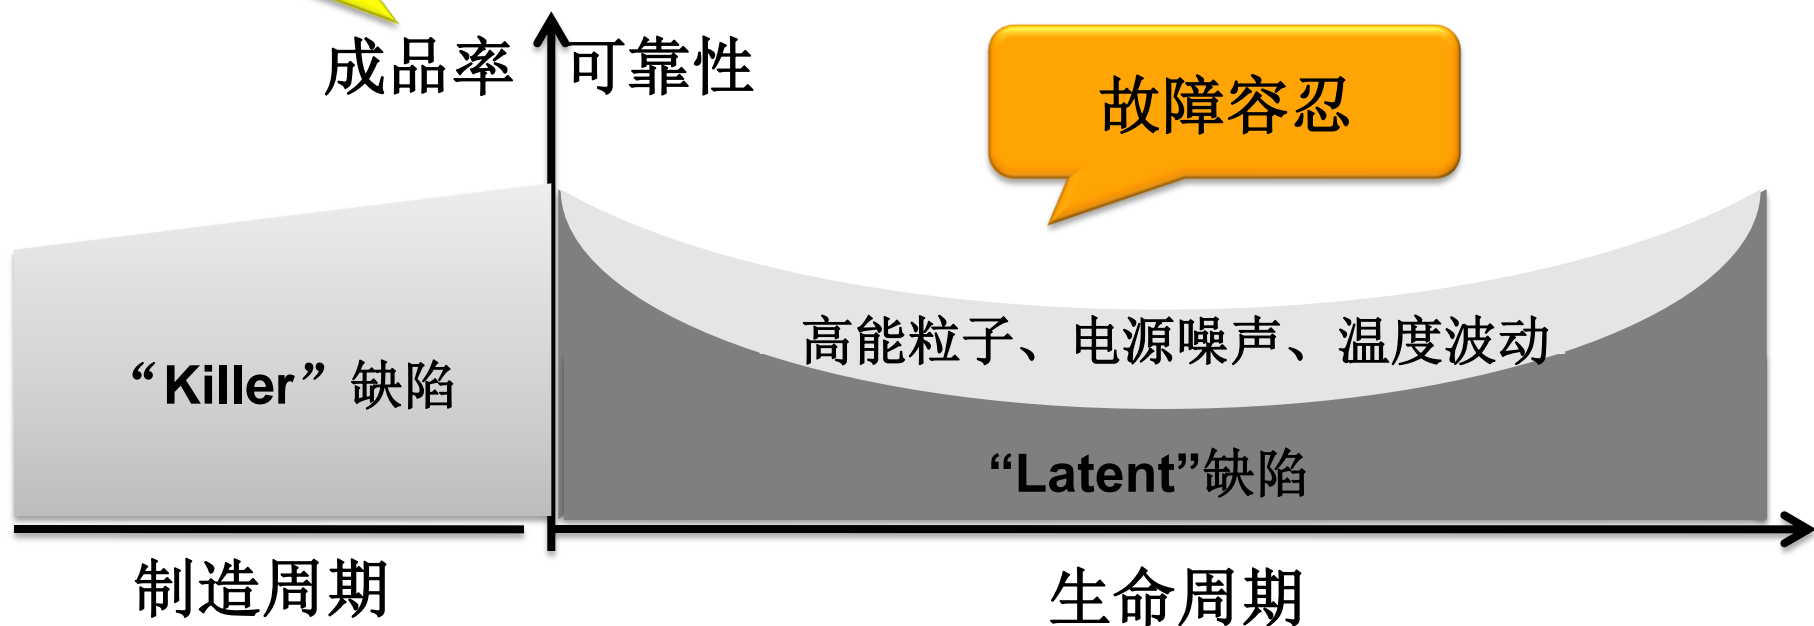 成品率
可靠性
故障容忍
高能粒子、电源噪声、温度波动
“Killer”缺陷
“Latent”缺陷
制造周期
生命周期